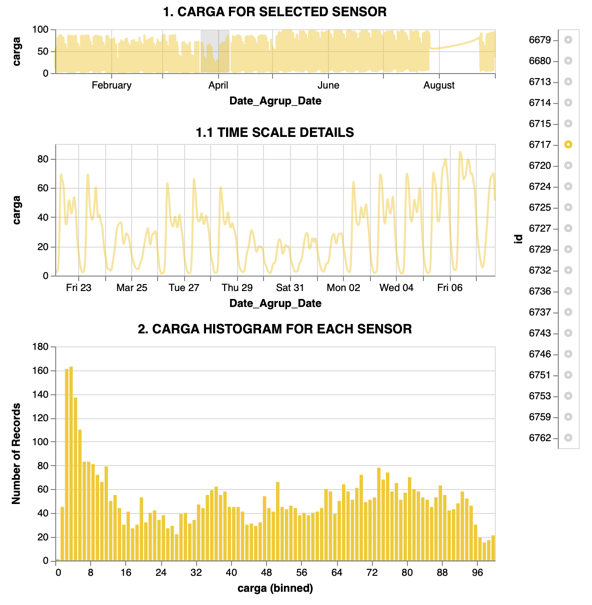 1. CARGA FOR SELECTED SENSOR
100
50
0
carga
February
April
June
August
Date_Agrup_Date
1.1 TIME SCALE DETAILS
80
60
40
20
0
carga
Fri 23
Mar 25
Tue 27
Thu 29
Sat 31
Mon 02
Wed 04
Fri 06
Date_Agrup_Date
2. CARGA HISTOGRAM FOR EACH SENSOR
180
160
140
120
100
80
60
40
20
0
Number of Records
0
8
16
24
32
40
48
56
64
72
80
88
96
carga (binned)
id
6679
6680
6713
6714
6715
6717
6720
6724
6725
6727
6729
6732
6736
6737
6743
6746
6751
6753
6759
6762